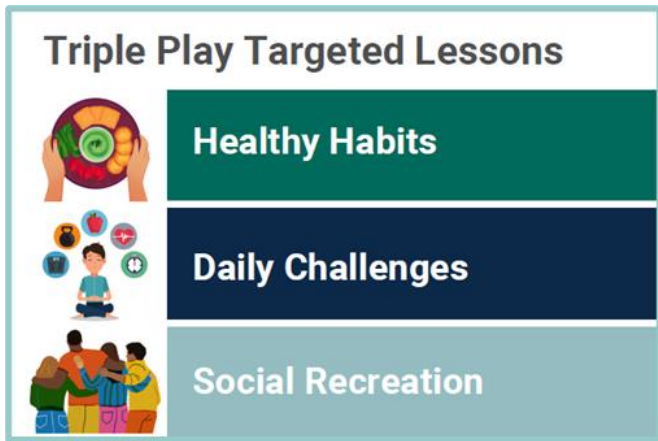 Triple Play Targeted Lessons
Healthy Habits
Daily Challenges
Social Recreation